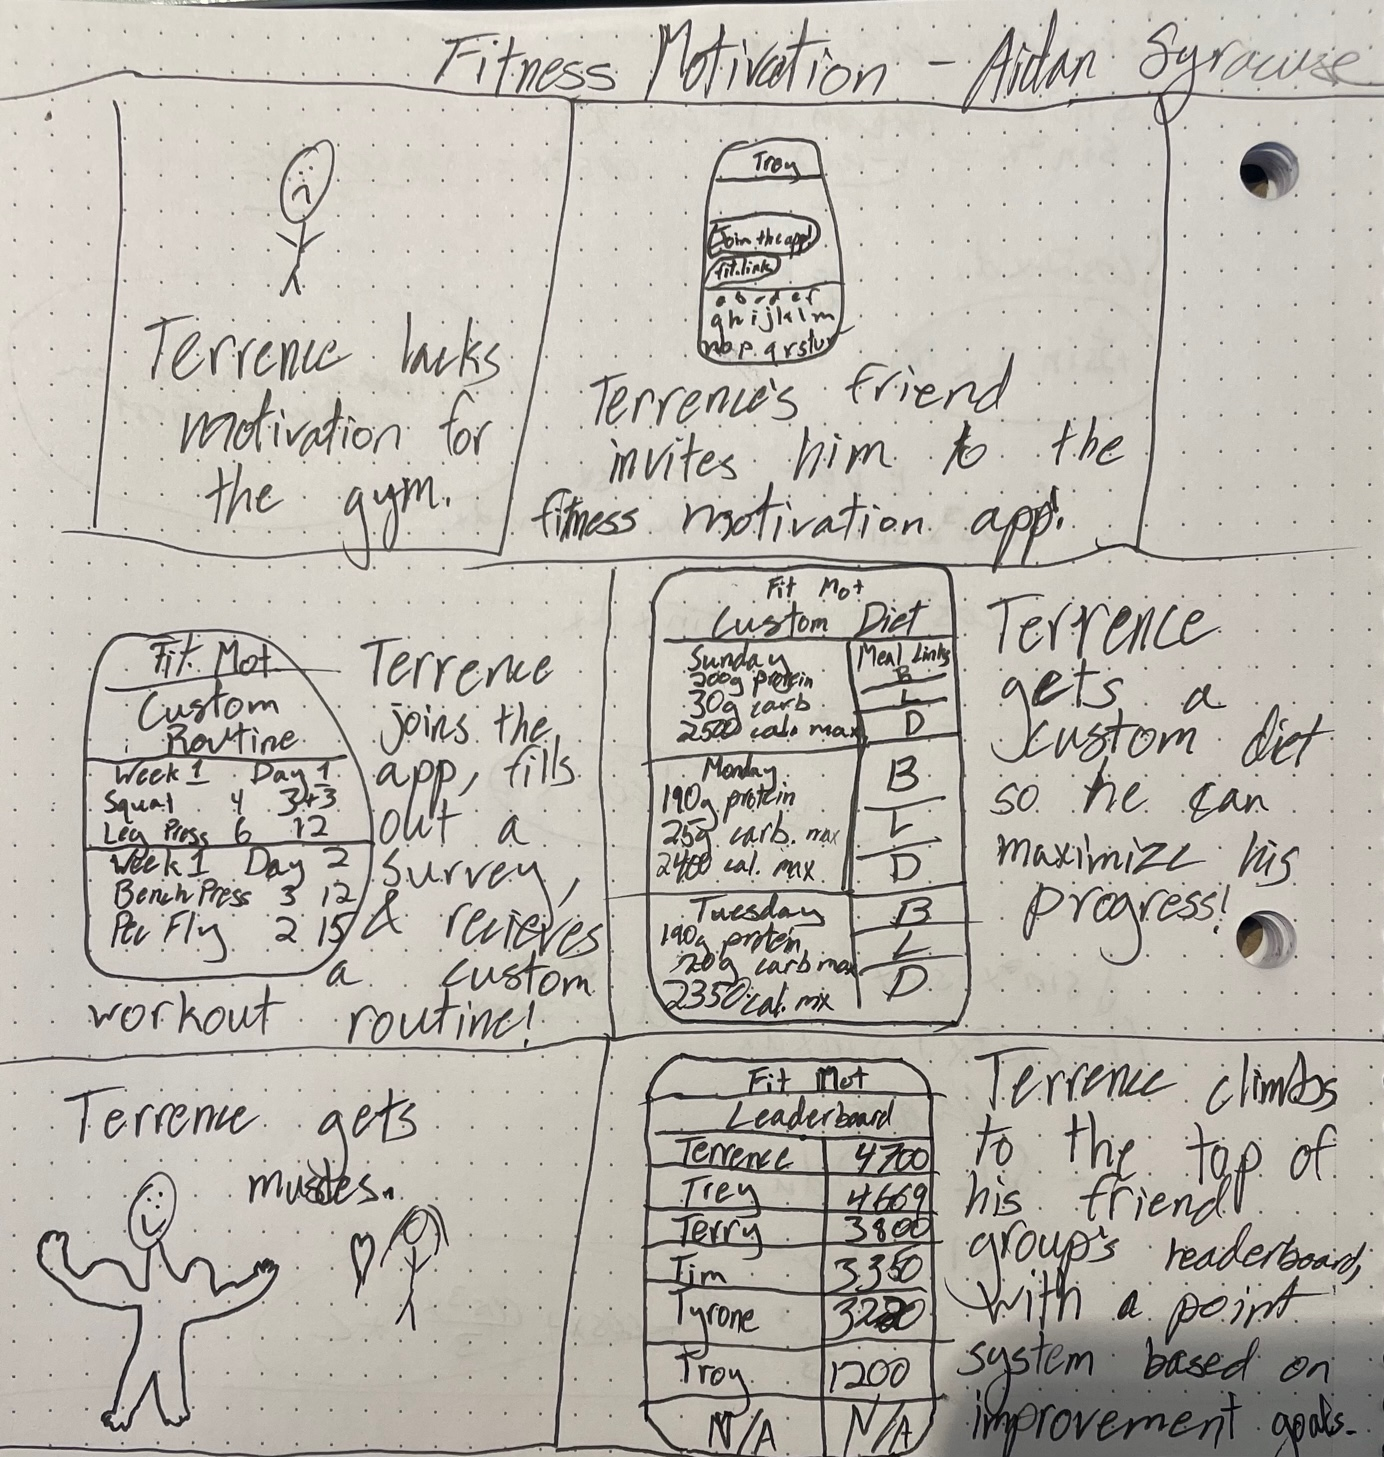 Fitness Motivation - Aidan Syracuse
Terrence lacks
motivation for
the gym.
Troy
Join the app!
fit.link
a b c d e f
g h i j k l m
n o p q r s t u v
Terrence's friend
invites him to the
fitness motivation app!
Fit Mot
Custom
Routine
Week 1 Day 1
Squat 4 3+3
Leg Press 6 12
Week 1 Day 2
Bench Press 3 12
Pec Fly 2 15
Terrence
joins the
app, fills
out a
survey,
& recieves
a custom
workout routine!
Fit Mot
Custom Diet
Sunday
200g protein
30g carb
2500 cal. max
Meal Links
B
L
D
Monday
190g protein
25g carb. max
2400 cal. max
B
L
D
Tuesday
190g protein
20g carb max
2350 cal. mx
B
L
D
Terrence
gets a
custom diet
so he can
maximize his
progress!
Terrence gets
muscles.
Fit Mot
Leaderboard
Terrence 4700
Trey 4669
Terry 3800
Tim 3350
Tyrone
Troy 1200
N/A N/A
Terrence climbs
to the top of
his friend
group's leaderboard,
with a point
system based on
improvement goals.